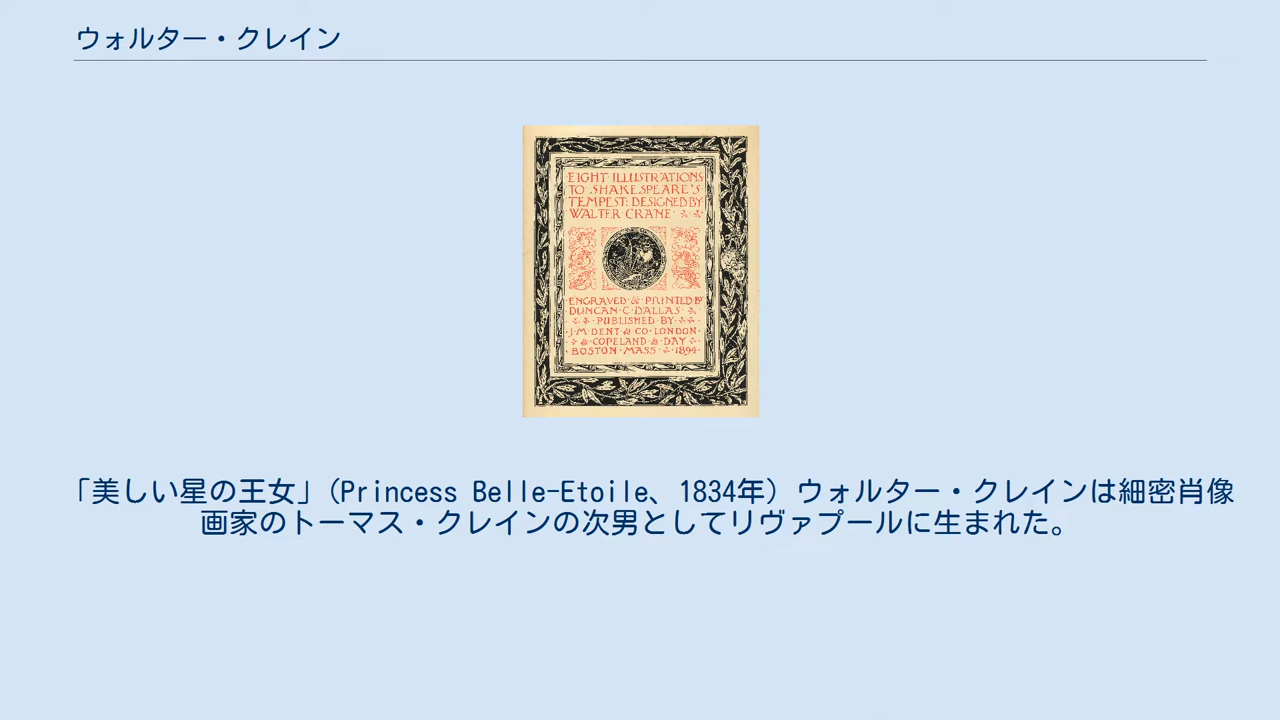 ウォルター・クレイン
EIGHT ILLUSTRATIONS
TO SHAKESPEARE'S
TEMPEST: DESIGNED BY
WALTER CRANE
ENGRAVED & PRINTED BY
DUNCAN·C·DALLAS
PUBLISHED BY
J·M·DENT & CO·LONDON
& COPELAND & DAY
BOSTON·MASS 1894
「美しい星の王女」(Princess Belle-Etoile、1834年) ウォルター・クレインは細密肖像
画家のトーマス・クレインの次男としてリヴァプールに生まれた。